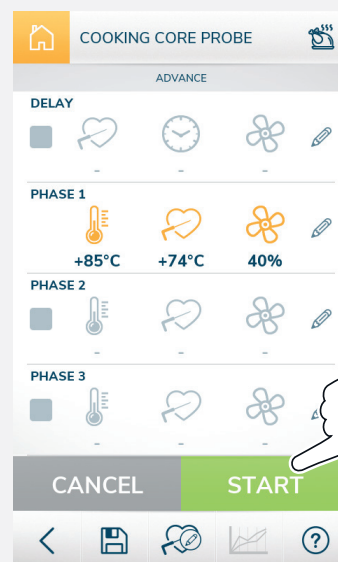 COOKING CORE PROBE
ADVANCE
DELAY
- - -
PHASE 1
+85°C +74°C 40%
PHASE 2
- - -
PHASE 3
- - -
CANCEL START
?